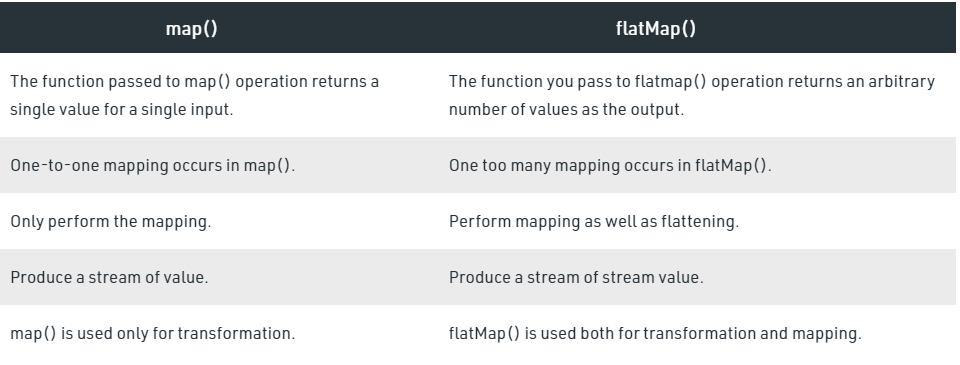 map()
flatMap()
The function passed to map() operation returns a
single value for a single input.
The function you pass to flatmap() operation returns an arbitrary
number of values as the output.
One-to-one mapping occurs in map().
One too many mapping occurs in flatMap().
Only perform the mapping.
Perform mapping as well as flattening.
Produce a stream of value.
Produce a stream of stream value.
map() is used only for transformation.
flatMap() is used both for transformation and mapping.